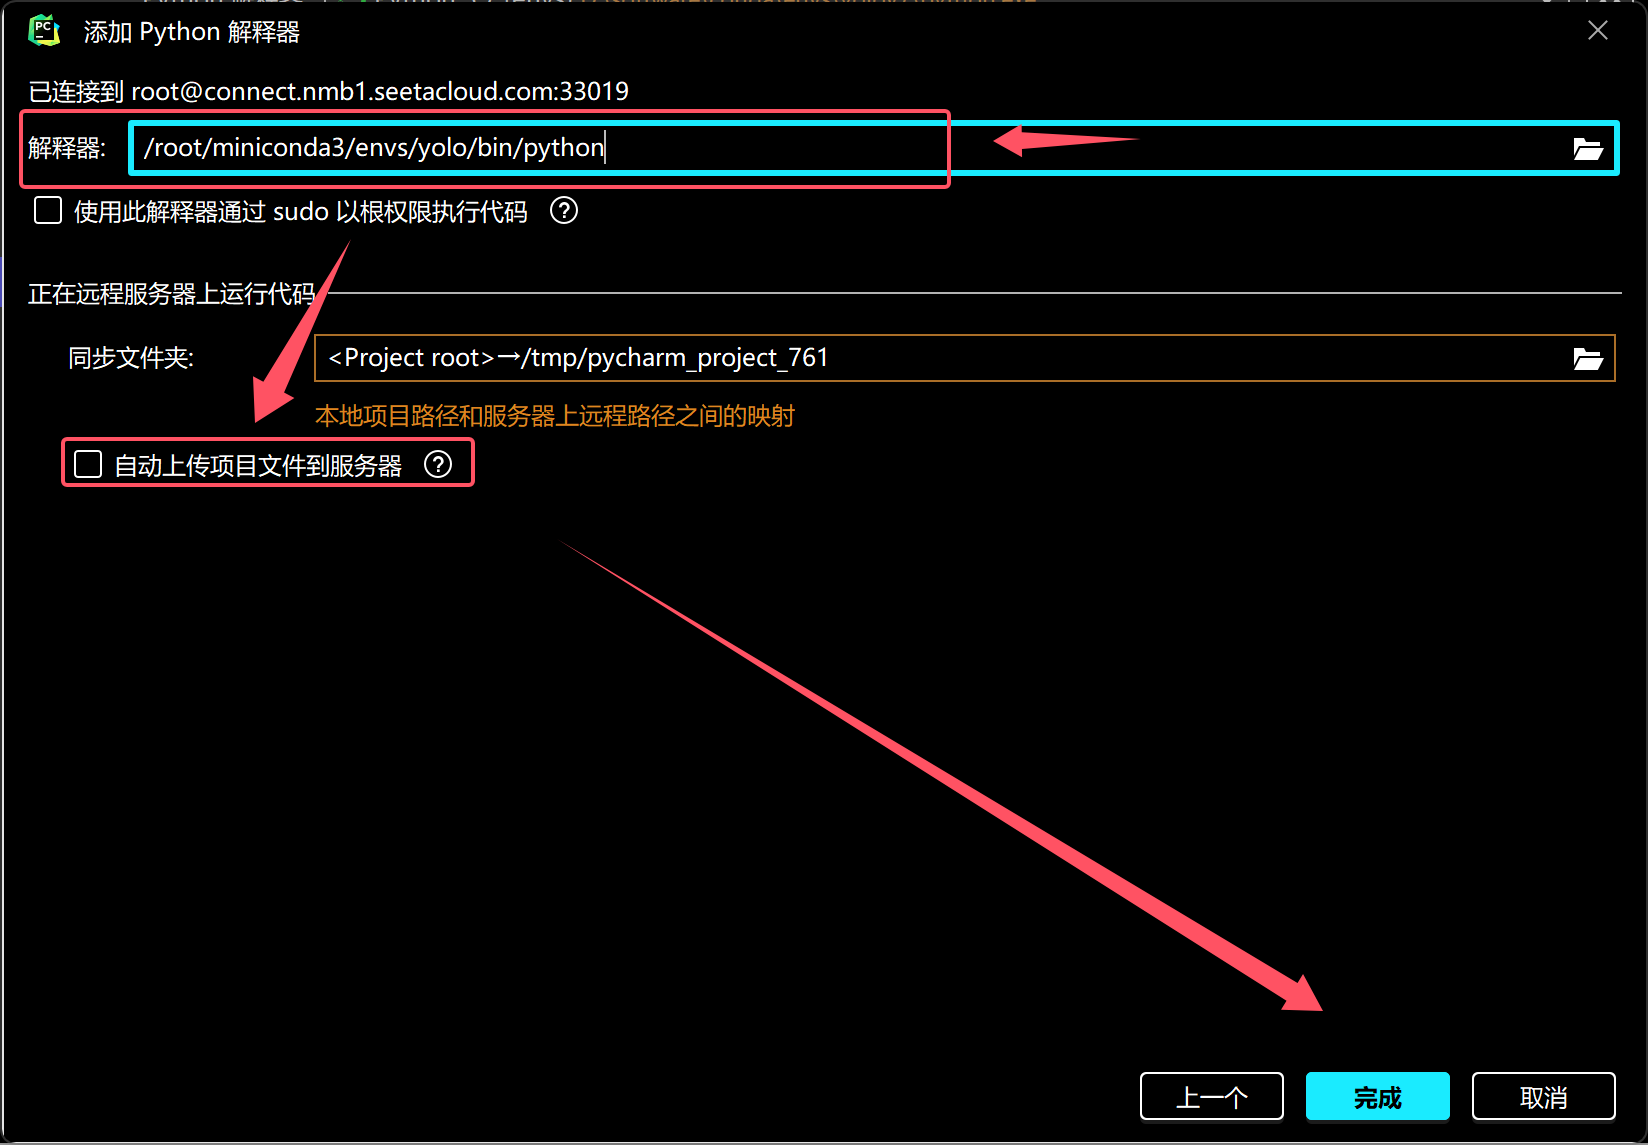 添加 Python 解释器
已连接到 root@connect.nmb1.seetacloud.com:33019
解释器: /root/miniconda3/envs/yolo/bin/python
使用此解释器通过 sudo 以根权限执行代码 ?
正在远程服务器上运行代码
同步文件夹: <Project root>→/tmp/pycharm_project_761
本地项目路径和服务器上远程路径之间的映射
自动上传项目文件到服务器 ?
上一个 完成 取消